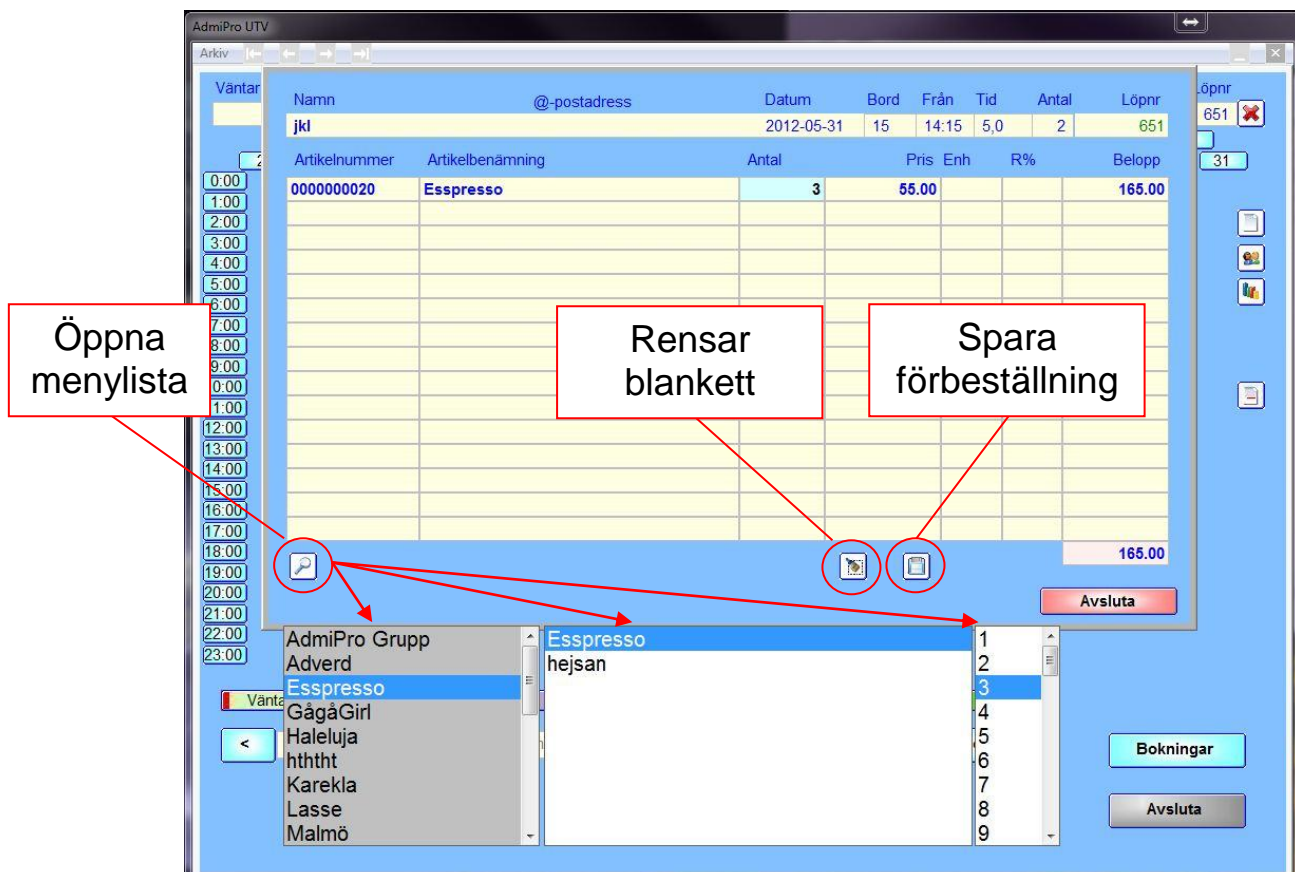 AdmiPro UTV
Arkiv
Väntar
Löpnr
651
31
Namn @-postadress Datum Bord Från Tid Antal Löpnr
jkl 2012-05-31 15 14:15 5,0 2 651
Artikelnummer Artikelbenämning Antal Pris Enh R% Belopp
0000000020 Esspresso 3 55.00 165.00
165.00
Avsluta
0:00
1:00
2:00
3:00
4:00
5:00
6:00
7:00
8:00
9:00
0:00
1:00
12:00
13:00
14:00
15:00
16:00
17:00
18:00
19:00
20:00
21:00
22:00
23:00
Öppna
menylista
Rensar
blankett
Spara
förbeställning
AdmiPro Grupp
Adverd
Esspresso
GågåGirl
Haleluja
hththt
Karekla
Lasse
Malmö
Esspresso
hejsan
1
2
3
4
5
6
7
8
9
Vänta
<
Bokningar
Avsluta